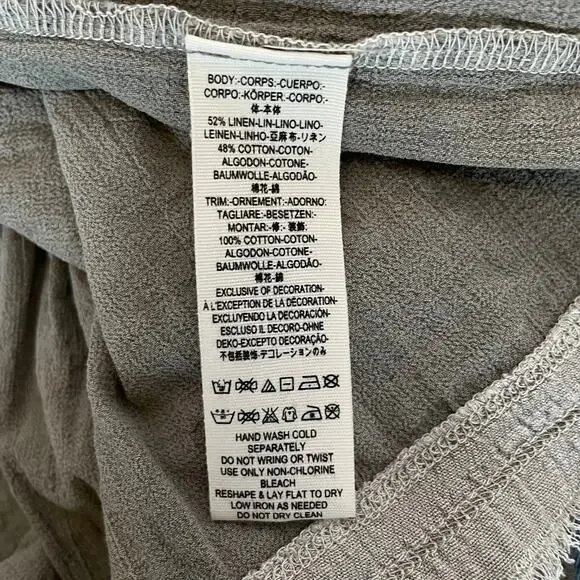 BODY:-CORPS:-CUERPO:-
CORPO:-KÖRPER:-CORPO:-
体-本体
52% LINEN-LIN-LINO-LINO-
LEINEN-LINHO-亞麻布-リネン
48% COTTON-COTON-
ALGODON-COTONE-
BAUMWOLLE-ALGODÃO-
棉花-綿
TRIM:-ORNEMENT:-ADORNO:
TAGLIARE:-BESETZEN:-
MONTAR:-修:-装飾:
100% COTTON-COTON-
ALGODON-COTONE-
BAUMWOLLE-ALGODÃO-
棉花-綿
EXCLUSIVE OF DECORATION-
À L'EXCEPTION DE LA DÉCORATION-
EXCLUYENDO LA DECORACIÓN-
ESCLUSO IL DECORO-OHNE
DEKO-EXCEPTO DECORAÇÃO-
不包括装饰-デコレーションのみ
HAND WASH COLD
SEPARATELY
DO NOT WRING OR TWIST
USE ONLY NON-CHLORINE
BLEACH
RESHAPE & LAY FLAT TO DRY
LOW IRON AS NEEDED
DO NOT DRY CLEAN